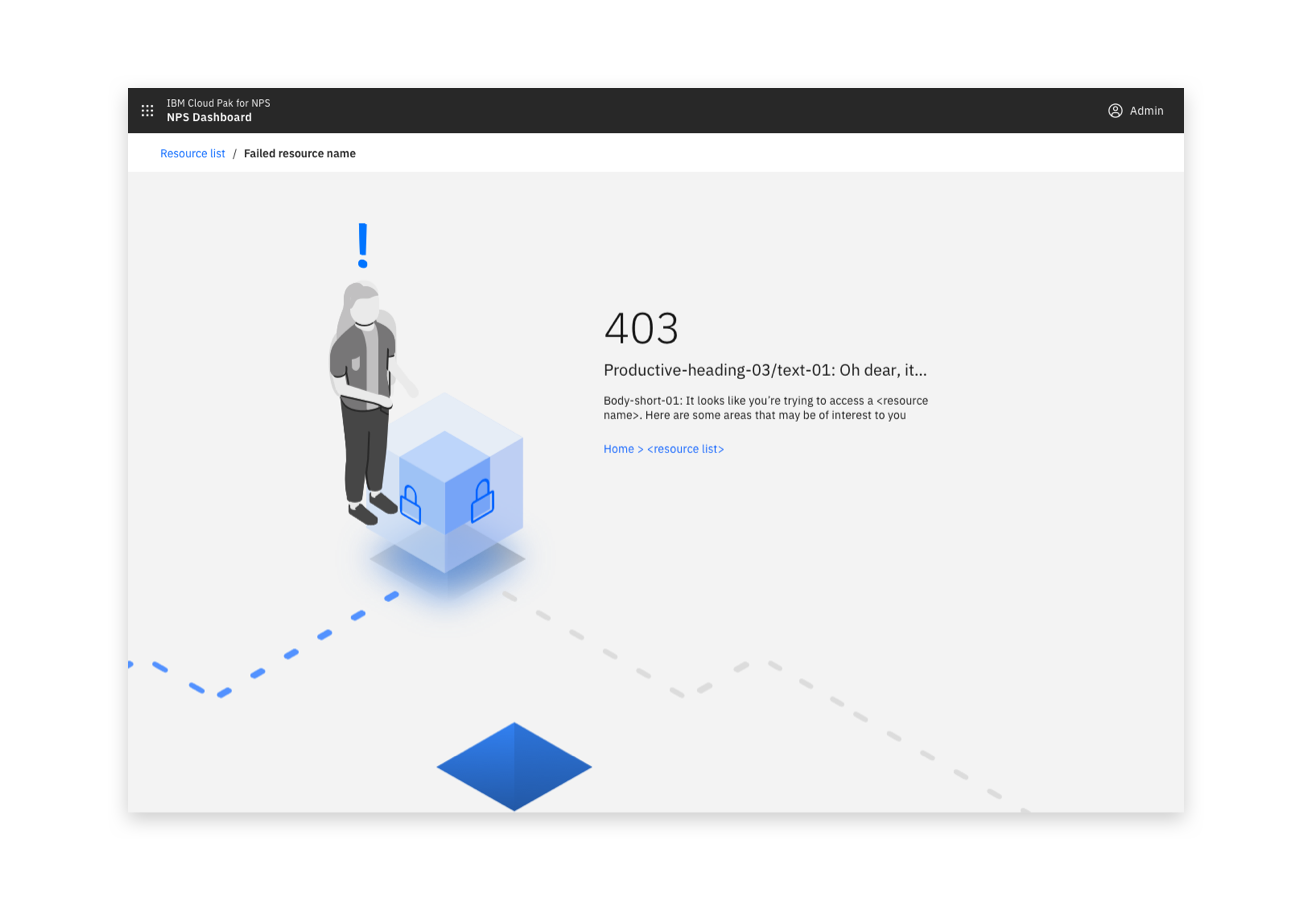 IBM Cloud Pak for NPS
NPS Dashboard
Admin
Resource list / Failed resource name
!
403
Productive-heading-03/text-01: Oh dear, it...
Body-short-01: It looks like you’re trying to access a <resource
name>. Here are some areas that may be of interest to you
Home > <resource list>